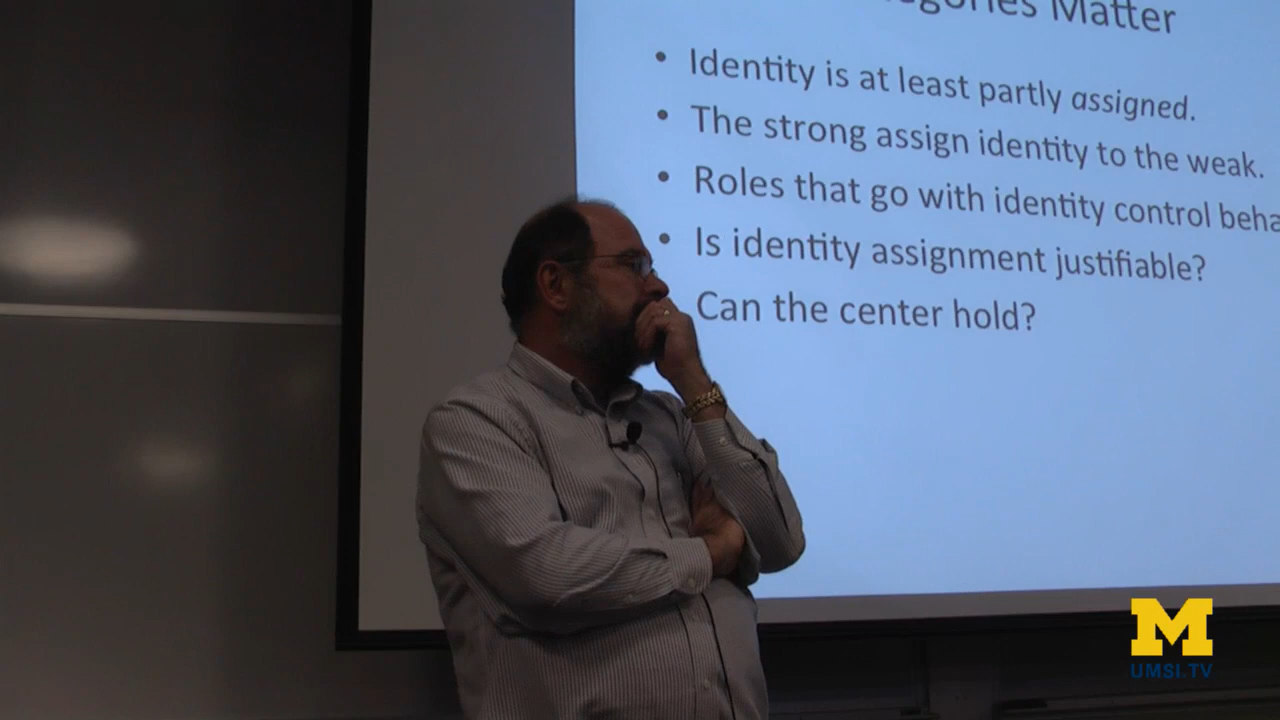 Matter
• Identity is at least partly assigned.
• The strong assign identity to the weak.
• Roles that go with identity control beha
• Is identity assignment justifiable?
Can the center hold?
M
UMSI.TV